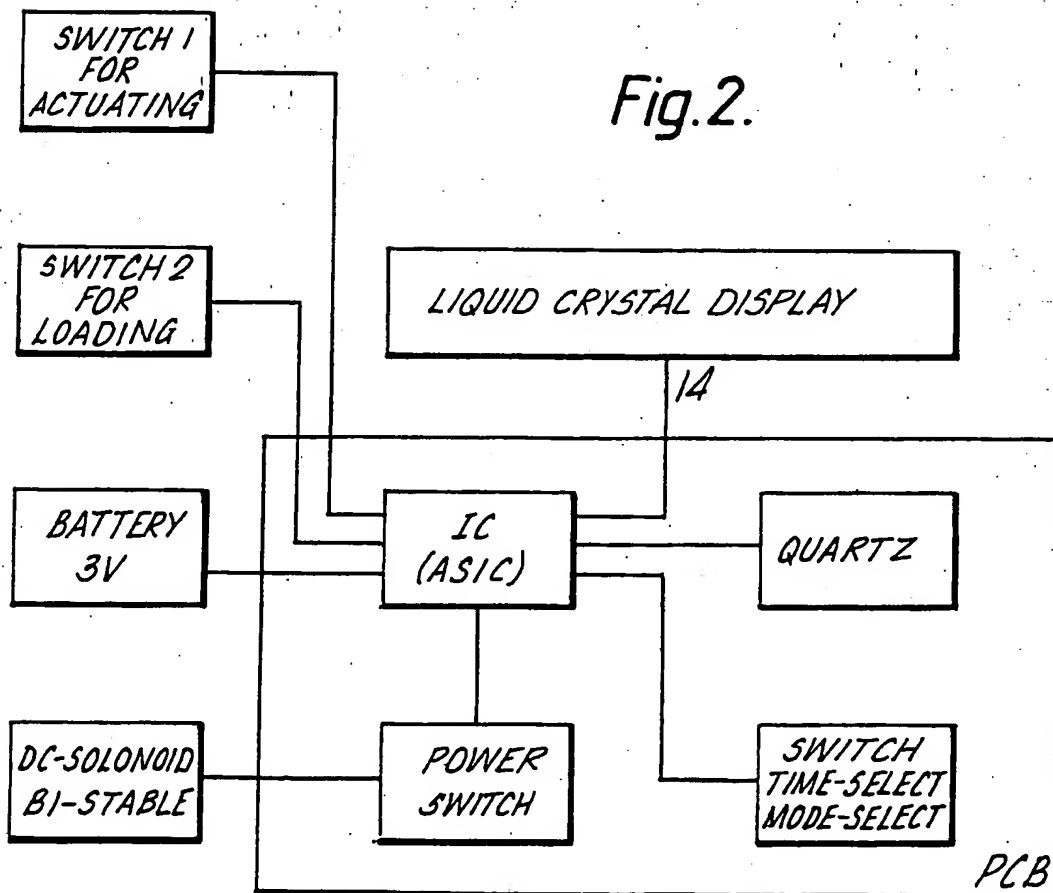 SWITCH 1
FOR
ACTUATING
Fig.2.
SWITCH 2
FOR
LOADING
LIQUID CRYSTAL DISPLAY
14
BATTERY
3V
IC
(ASIC)
QUARTZ
DC-SOLONOID
BI-STABLE
POWER
SWITCH
SWITCH
TIME-SELECT
MODE-SELECT
PCB